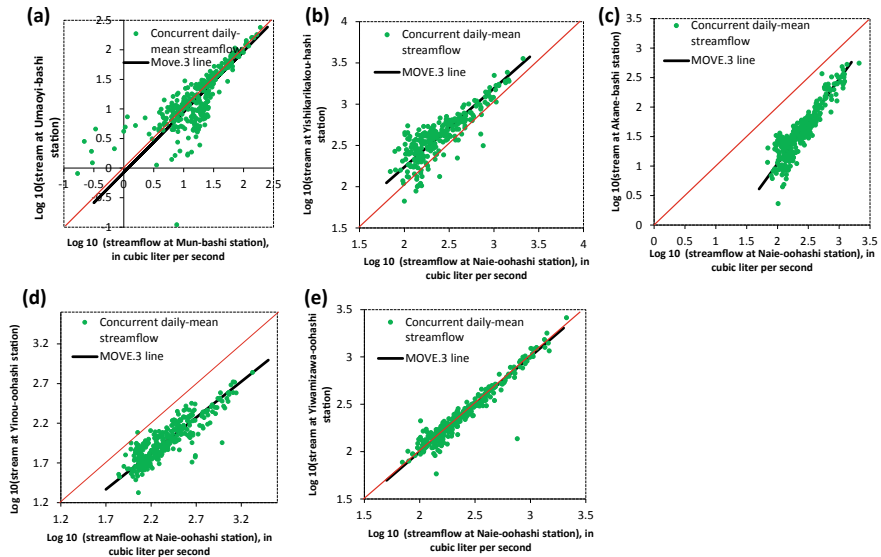 (a)
Log 10(stream at Umaoyi-bashi
station)
2.5
2
1.5
1
0.5
0
-0.5
-1
-1 -0.5 0 0.5 1 1.5 2 2.5
Concurrent daily-
mean streamflow
Move.3 line
Log 10 (streamflow at Mun-bashi station),
in cubic liter per second
(b)
Log 10(stream at Yishikarikakou-hashi
station)
4
3.5
3
2.5
2
1.5
1.5 2 2.5 3 3.5 4
Concurrent daily-mean
streamflow
MOVE.3 line
Log 10 (streamflow at Naie-oohashi station), in
cubic liter per second
(c)
Log 10(stream at Akane-bashi station)
3.5
3
2.5
2
1.5
1
0.5
0
0 0.5 1 1.5 2 2.5 3 3.5
Concurrent daily-mean
streamflow
MOVE.3 line
Log 10 (streamflow at Naie-oohashi station), in
cubic liter per second
(d)
Log 10(stream at Yinou-oohashi station)
3.2
2.7
2.2
1.7
1.2
1.2 1.7 2.2 2.7 3.2
Concurrent daily-mean
streamflow
MOVE.3 line
Log 10 (streamflow at Naie-oohashi station), in
cubic liter per second
(e)
Log 10(stream at Yiwamizawa-oohashi
station)
3.5
3
2.5
2
1.5
1.5 2 2.5 3 3.5
Concurrent daily-mean
streamflow
MOVE.3 line
Log 10 (streamflow at Naie-oohashi station), in
cubic liter per second